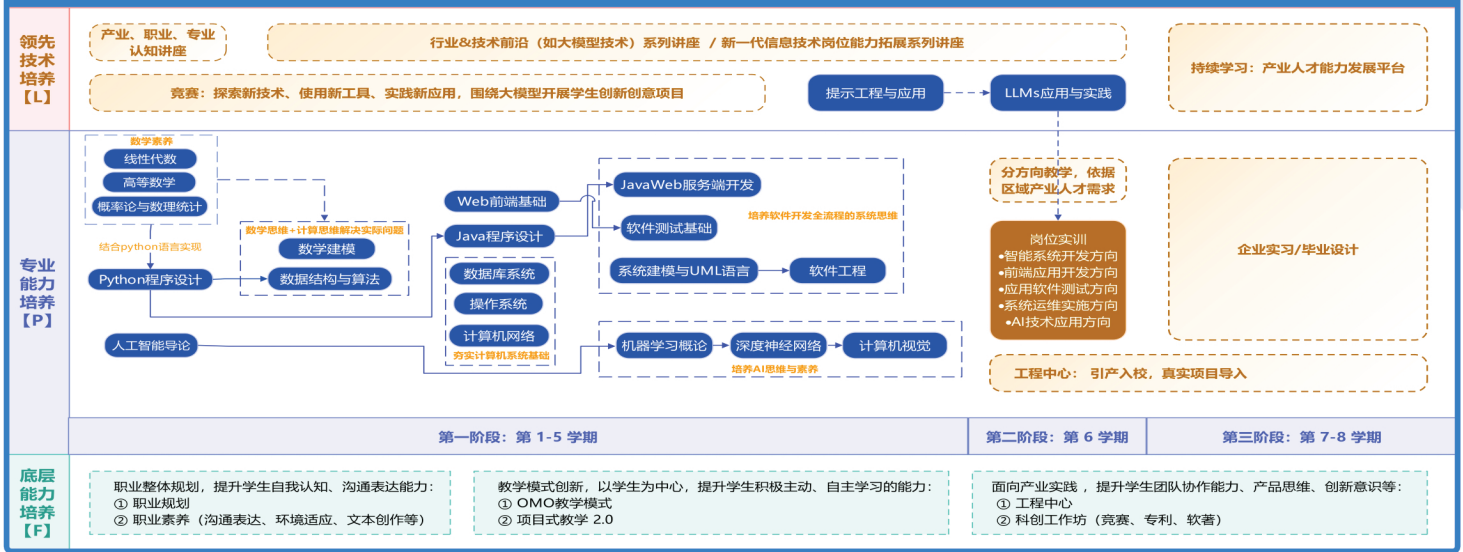 领先
技术
培养
【L】
产业、职业、专业
认知讲座
行业&技术前沿（如大模型技术）系列讲座 / 新一代信息技术岗位能力拓展系列讲座
竞赛：探索新技术、使用新工具、实践新应用，围绕大模型开展学生创新创意项目
提示工程与应用
LLMs应用与实践
持续学习：产业人才能力发展平台
专业
能力
培养
【P】
数学素养
线性代数
高等数学
概率论与数理统计
结合python语言实现
Python程序设计
人工智能导论
数学思维+计算思维解决实际问题
数学建模
数据结构与算法
Web前端基础
Java程序设计
数据库系统
操作系统
计算机网络
夯实计算机系统基础
JavaWeb服务端开发
培养软件开发全流程的系统思维
软件测试基础
系统建模与UML语言
软件工程
机器学习概论
深度神经网络
计算机视觉
培养AI思维与素养
分方向教学，依据
区域产业人才需求
岗位实训
•智能系统开发方向
•前端应用开发方向
•应用软件测试方向
•系统运维实施方向
•AI技术应用方向
企业实习/毕业设计
工程中心： 引产入校，真实项目导入
第一阶段：第 1-5 学期
第二阶段：第 6 学期
第三阶段：第 7-8 学期
底层
能力
培养
【F】
职业整体规划，提升学生自我认知、沟通表达能力：
① 职业规划
② 职业素养（沟通表达、环境适应、文本创作等）
教学模式创新，以学生为中心，提升学生积极主动、自主学习的能力：
① OMO教学模式
② 项目式教学 2.0
面向产业实践 ，提升学生团队协作能力、产品思维、创新意识等：
① 工程中心
② 科创工作坊（竞赛、专利、软著）